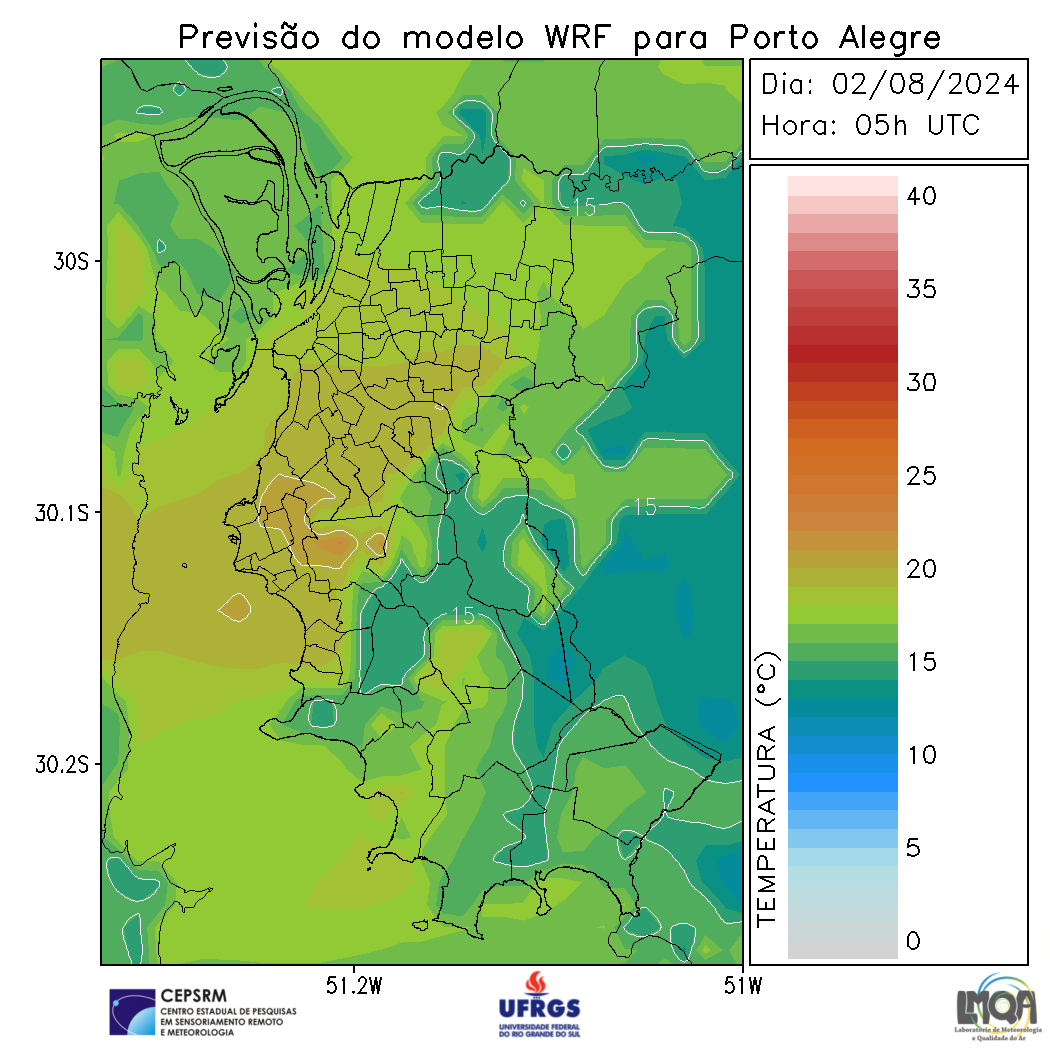 Previsão do modelo WRF para Porto Alegre
Dia: 02/08/2024
Hora: 05h UTC
30S
30.1S
30.2S
51.2W
51W
15
15
15
TEMPERATURA (°C)
40
35
30
25
20
15
10
5
0
CEPSRM
CENTRO ESTADUAL DE PESQUISAS
EM SENSORIAMENTO REMOTO
E METEOROLOGIA
UFRGS
UNIVERSIDADE FEDERAL
DO RIO GRANDE DO SUL
LMQA
Laboratório de Meteorologia
e Qualidade do Ar